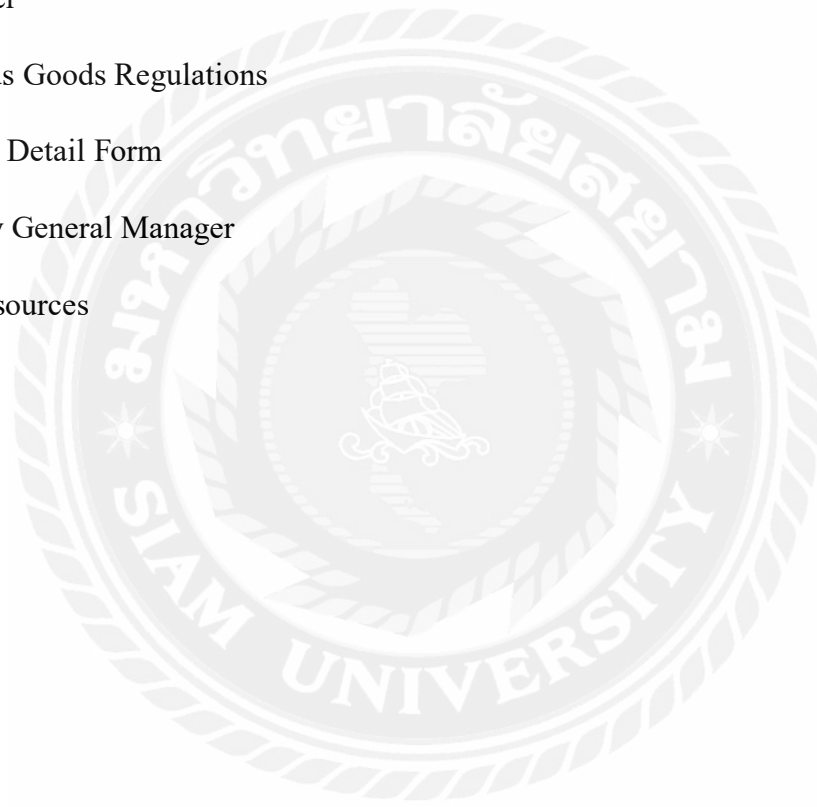 er
s Goods Regulations
Detail Form
y General Manager
sources
มหาวิทยาลัยสยาม
SIAM UNIVERSITY